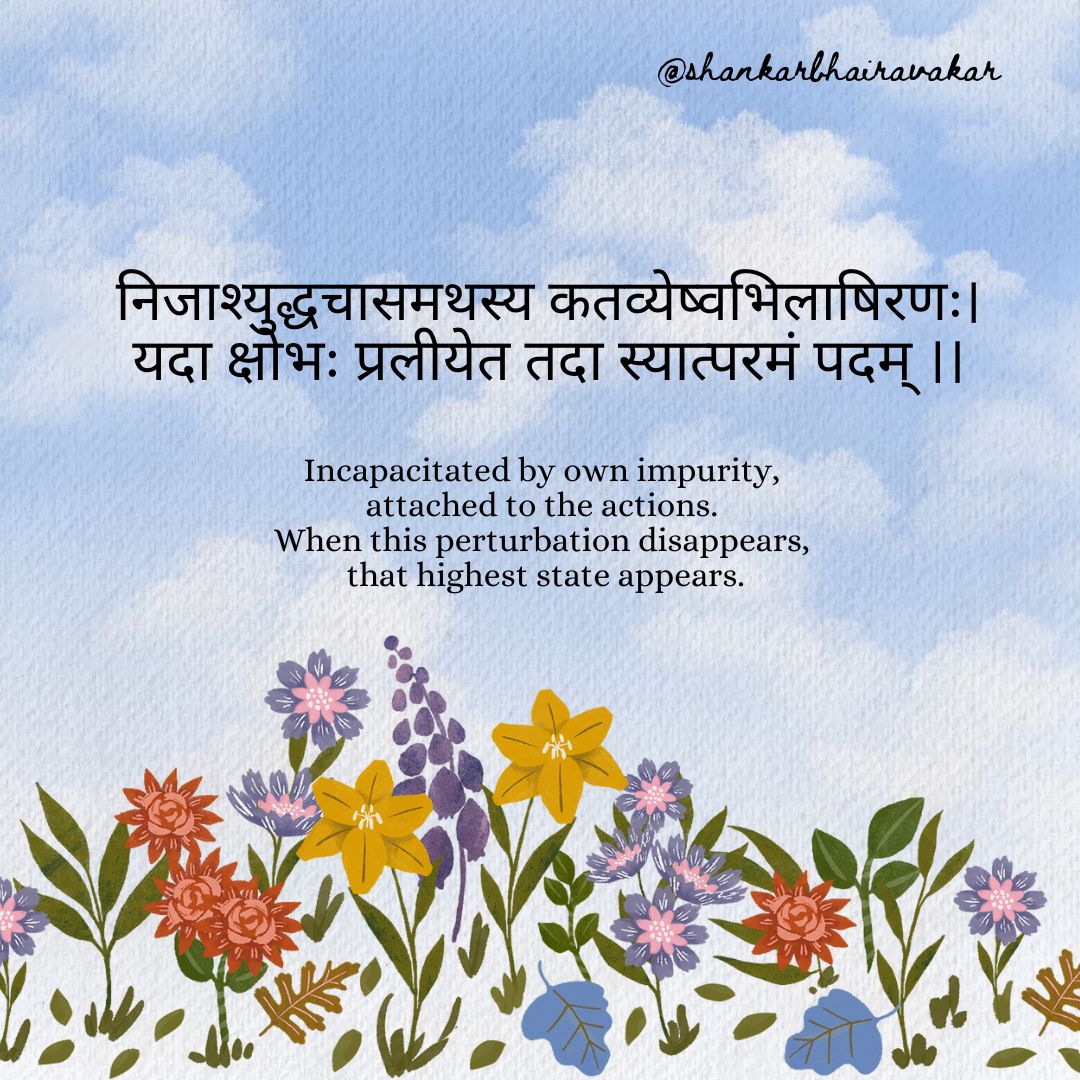 @shankarbhairavakar
निजाश्युद्धचासमथस्य कतव्येष्वभिलाषिरणः|
यदा क्षोभः प्रलीयेत तदा स्यात्परमं पदम् ||
Incapacitated by own impurity,
attached to the actions.
When this perturbation disappears,
that highest state appears.